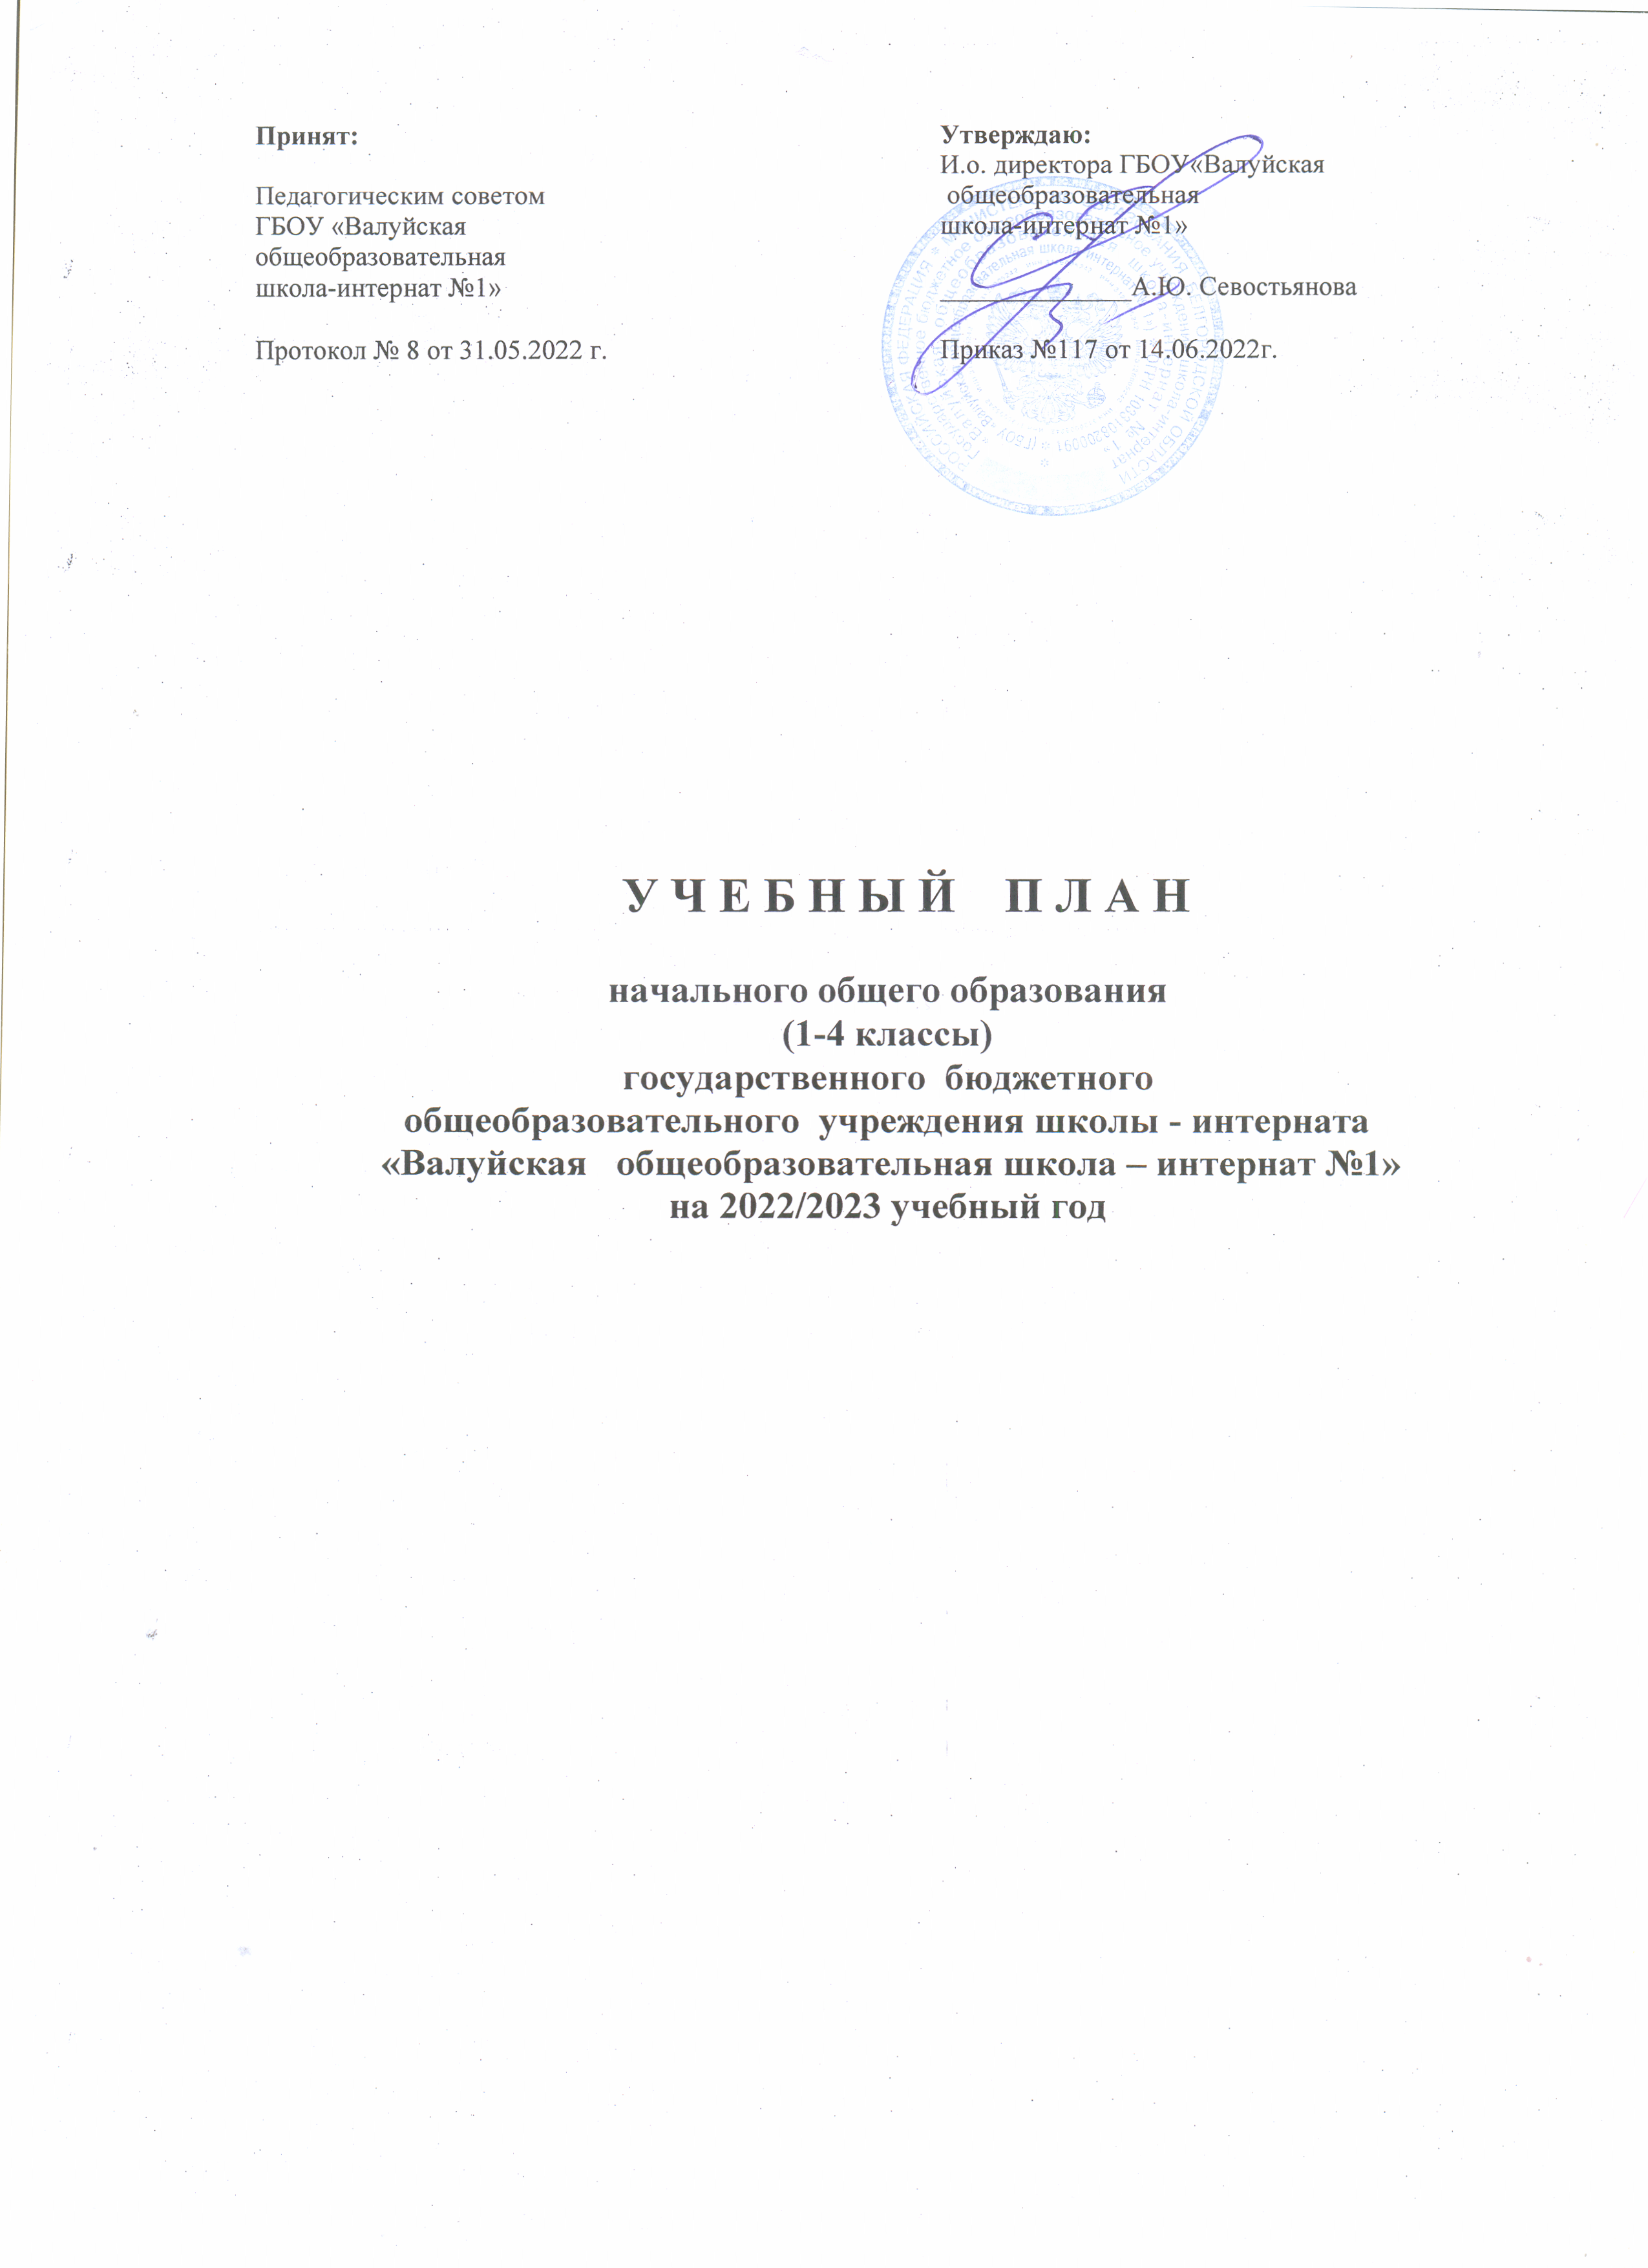 Принят:
Педагогическим советом
ГБОУ «Валуйская
общеобразовательная
школа-интернат №1»
Протокол № 8 от 31.05.2022 г.
Утверждаю:
И.о. директора ГБОУ«Валуйская
общеобразовательная
школа-интернат №1»
______________А.Ю. Севостьянова
Приказ №117 от 14.06.2022г.
У Ч Е Б Н Ы Й П Л А Н
начального общего образования
(1-4 классы)
государственного бюджетного
общеобразовательного учреждения школы - интерната
«Валуйская общеобразовательная школа – интернат №1»
на 2022/2023 учебный год